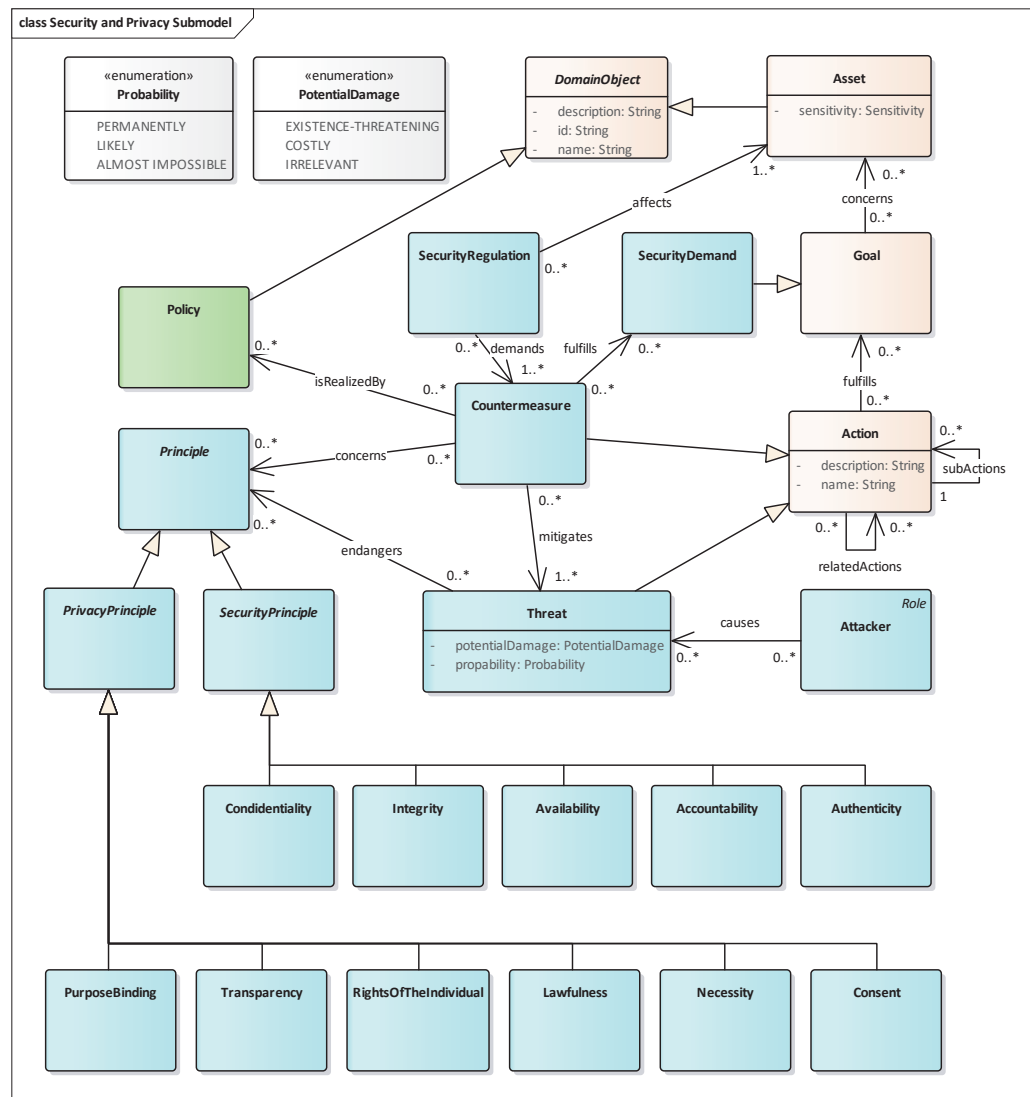 class Security and Privacy Submodel
«enumeration»
Probability
PERMANENTLY
LIKELY
ALMOST IMPOSSIBLE
«enumeration»
PotentialDamage
EXISTENCE-THREATENING
COSTLY
IRRELEVANT
DomainObject
- description: String
- id: String
- name: String
Asset
- sensitivity: Sensitivity
1..*
0..*
affects
concerns
0..*
SecurityRegulation
0..*
SecurityDemand
Goal
Policy
0..*
0..*
demands
1..*
fulfills
0..*
0..*
isRealizedBy
0..*
0..*
fulfills
0..*
Countermeasure
Principle
0..*
concerns
0..*
0..*
Action
- description: String
- name: String
0..*
subActions
1
0..*
0..*
relatedActions
0..*
endangers
0..*
mitigates
1..*
PrivacyPrinciple
SecurityPrinciple
Threat
- potentialDamage: PotentialDamage
- propability: Probability
causes
0..*
0..*
Role
Attacker
Condidentiality
Integrity
Availability
Accountability
Authenticity
PurposeBinding
Transparency
RightsOfTheIndividual
Lawfulness
Necessity
Consent